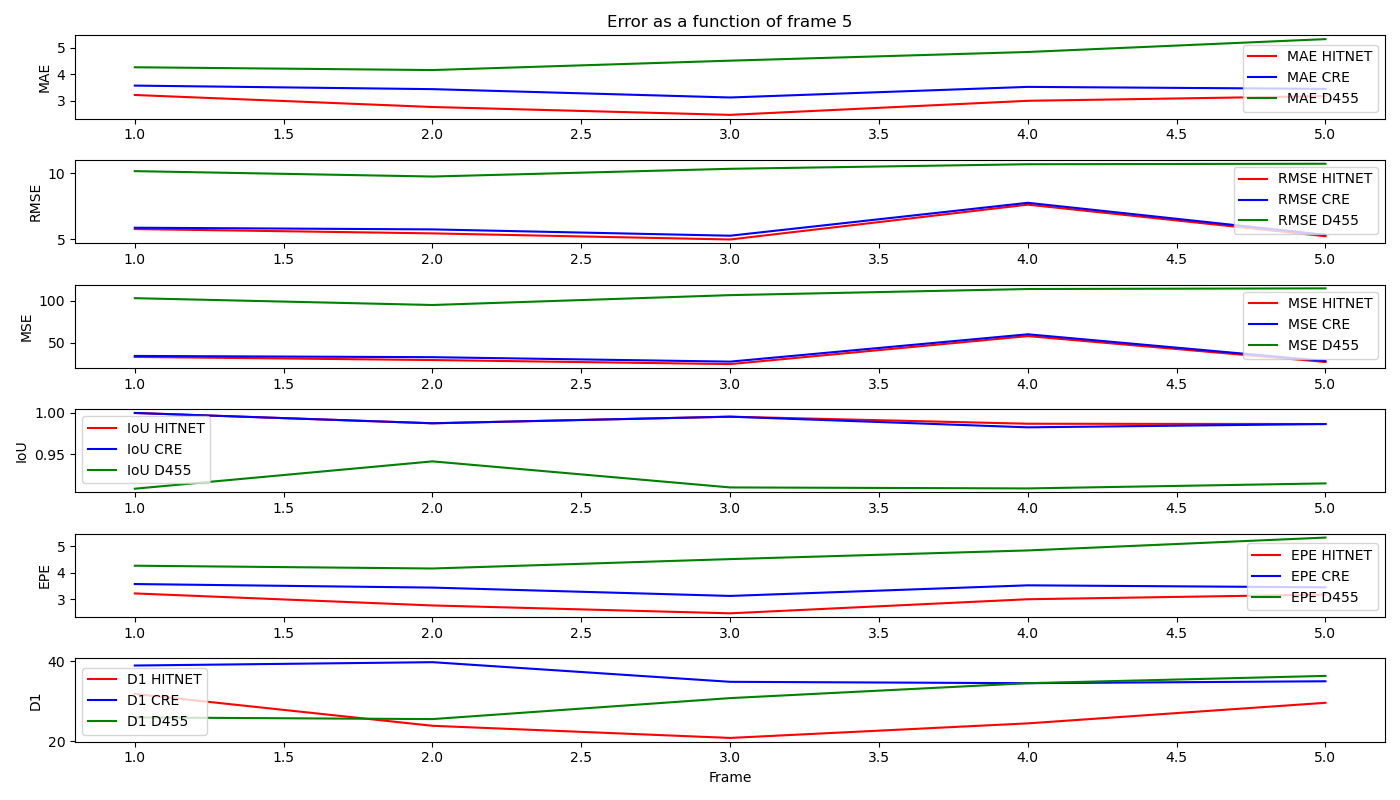 Error as a function of frame 5
MAE
5
4
3
MAE HITNET
MAE CRE
MAE D455
1.0 1.5 2.0 2.5 3.0 3.5 4.0 4.5 5.0
RMSE
10
5
RMSE HITNET
RMSE CRE
RMSE D455
1.0 1.5 2.0 2.5 3.0 3.5 4.0 4.5 5.0
MSE
100
50
MSE HITNET
MSE CRE
MSE D455
1.0 1.5 2.0 2.5 3.0 3.5 4.0 4.5 5.0
IoU
1.00
0.95
IoU HITNET
IoU CRE
IoU D455
1.0 1.5 2.0 2.5 3.0 3.5 4.0 4.5 5.0
EPE
5
4
3
EPE HITNET
EPE CRE
EPE D455
1.0 1.5 2.0 2.5 3.0 3.5 4.0 4.5 5.0
D1
40
20
D1 HITNET
D1 CRE
D1 D455
1.0 1.5 2.0 2.5 3.0 3.5 4.0 4.5 5.0
Frame